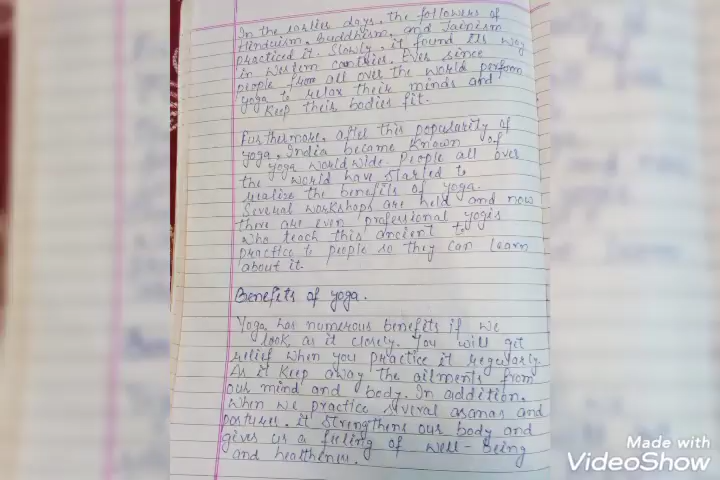 In the earlier days, the followers of
Hinduism, Buddhism, and Jainism
practiced it. Slowly, it found its way
in Western countries. Ever since
people from all over the world perform
yoga to relax their minds and
keep their bodies fit.
Furthermore, after this popularity of
yoga, India became known of
yoga worldwide. People all over
the world have started to
realize the benefits of yoga.
Several workshops are held and now
there are even professional yogis
who teach this ancient to
practice to people so they can learn
about it.
Benefits of yoga.
Yoga has numerous benefits if we
look as it closely. You will get
relief when you practice it regularly.
As it keep away the ailments from
our mind and body. In addition,
when we practice several asanas and
postures, it strengthens our body and
gives us a feeling of well-being
and healthiness.
Made with
VideoShow